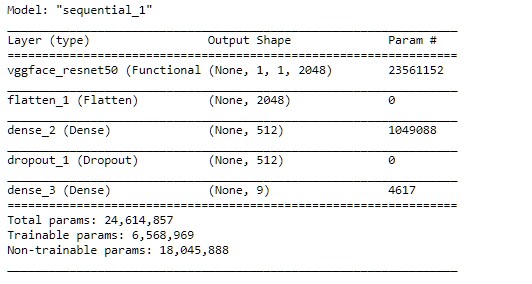 Model: "sequential_1"
Layer (type) Output Shape Param #
vggface_resnet50 (Functional (None, 1, 1, 2048) 23561152
flatten_1 (Flatten) (None, 2048) 0
dense_2 (Dense) (None, 512) 1049088
dropout_1 (Dropout) (None, 512) 0
dense_3 (Dense) (None, 9) 4617
Total params: 24,614,857
Trainable params: 6,568,969
Non-trainable params: 18,045,888